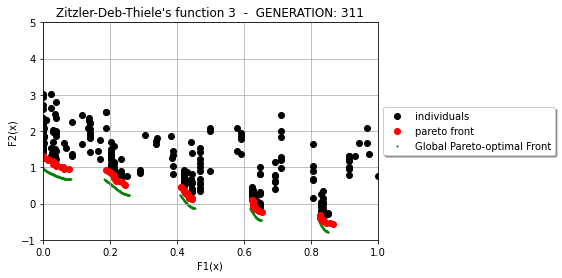 Zitzler-Deb-Thiele's function 3 - GENERATION: 311
5
4
3
2
1
0
−1
F2(x)
0.0 0.2 0.4 0.6 0.8 1.0
F1(x)
individuals
pareto front
Global Pareto-optimal Front